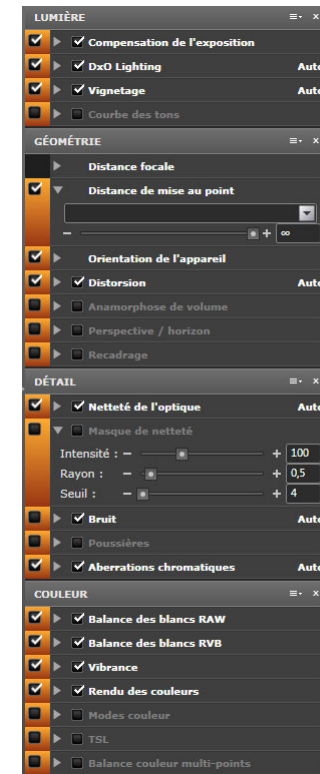 LUMIÈRE
Compensation de l'exposition
DxO Lighting Auto
Vignetage Auto
Courbe des tons
GÉOMÉTRIE
Distance focale
Distance de mise au point
− + ∞
Orientation de l'appareil
Distorsion Auto
Anamorphose de volume
Perspective / horizon
Recadrage
DÉTAIL
Netteté de l'optique Auto
Masque de netteté
Intensité : − + 100
Rayon : − + 0,5
Seuil : − + 4
Bruit Auto
Poussières
Aberrations chromatiques Auto
COULEUR
Balance des blancs RAW
Balance des blancs RVB
Vibrance
Rendu des couleurs
Modes couleur
TSL
Balance couleur multi-points